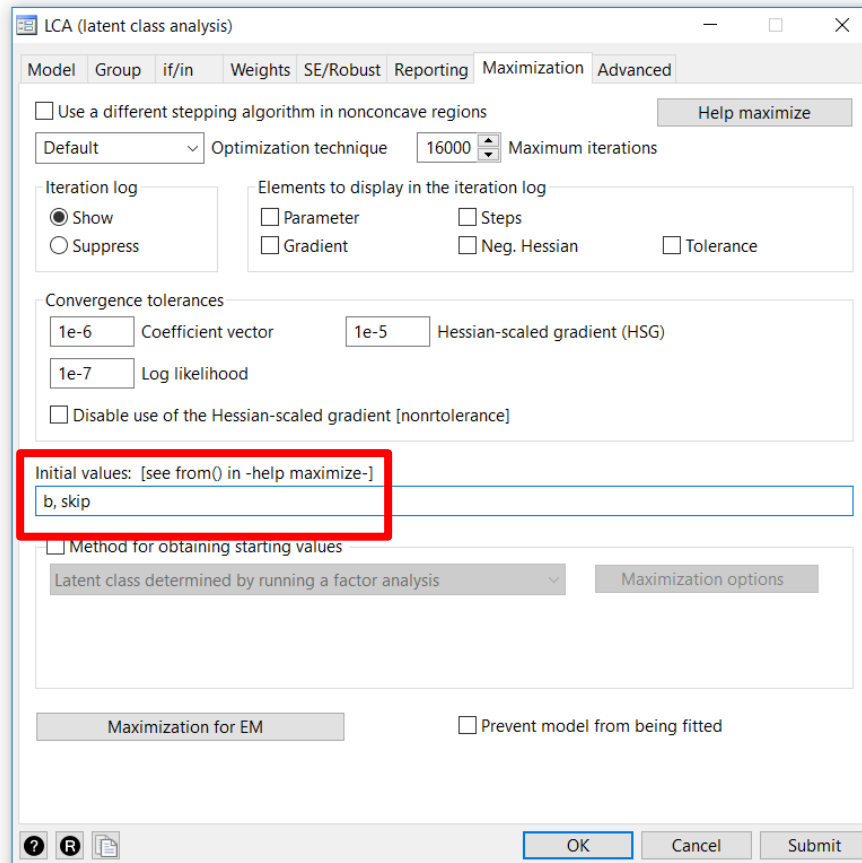 LCA (latent class analysis)
Model Group if/in Weights SE/Robust Reporting Maximization Advanced
Use a different stepping algorithm in nonconcave regions Help maximize
Default Optimization technique 16000 Maximum iterations
Iteration log Elements to display in the iteration log
Show Parameter Steps
Suppress Gradient Neg. Hessian Tolerance
Convergence tolerances
1e-6 Coefficient vector 1e-5 Hessian-scaled gradient (HSG)
1e-7 Log likelihood
Disable use of the Hessian-scaled gradient [nonrtolerance]
Initial values: [see from() in -help maximize-]
b, skip
Method for obtaining starting values
Latent class determined by running a factor analysis Maximization options
Maximization for EM Prevent model from being fitted
? R OK Cancel Submit